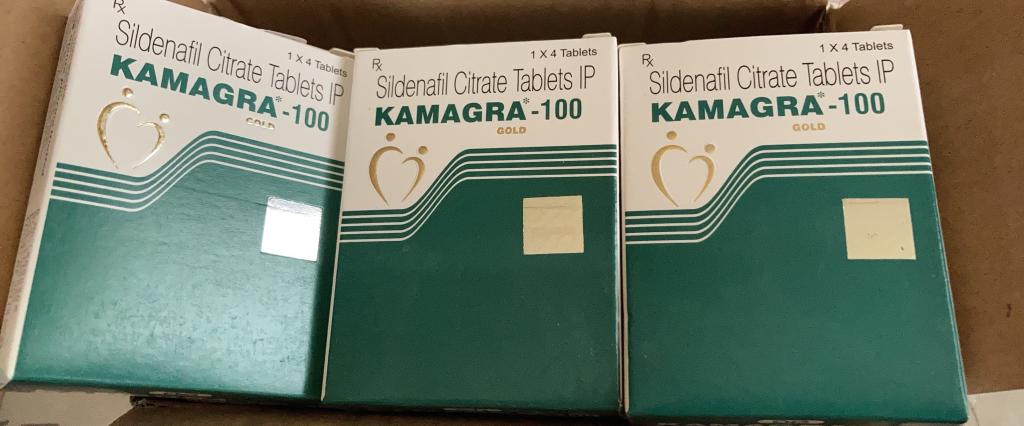 Rx
1 X 4 Tablets
Sildenafil Citrate Tablets IP
KAMAGRA*-100
GOLD
Rx
1 X 4 Tablets
Sildenafil Citrate Tablets IP
KAMAGRA*-100
GOLD
Rx
1 X 4 Tablets
Sildenafil Citrate Tablets IP
KAMAGRA*-100
GOLD